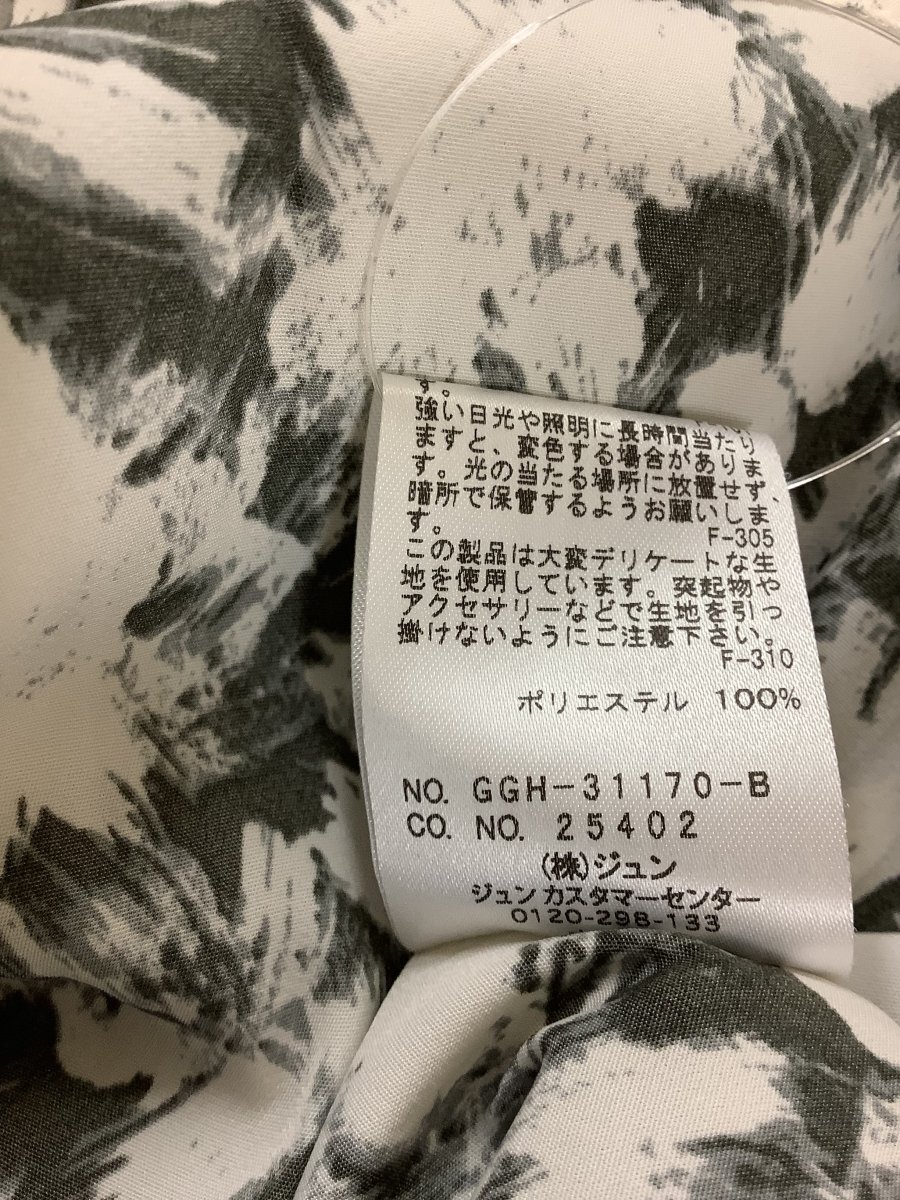 す。
強い日光や照明に長時間当たり
ますと、変色する場合がありま
す。光の当たる場所に放置せず、
暗所で保管するようお願いしま
す。
F-305
この製品は大変デリケートな生
地を使用しています。突起物や
アクセサリーなどで生地を引っ
掛けないようにご注意下さい。
F-310
ポリエステル 100%
NO. GGH-31170-B
CO. NO. 25402
(株)ジュン
ジュン カスタマーセンター
0120-298-133